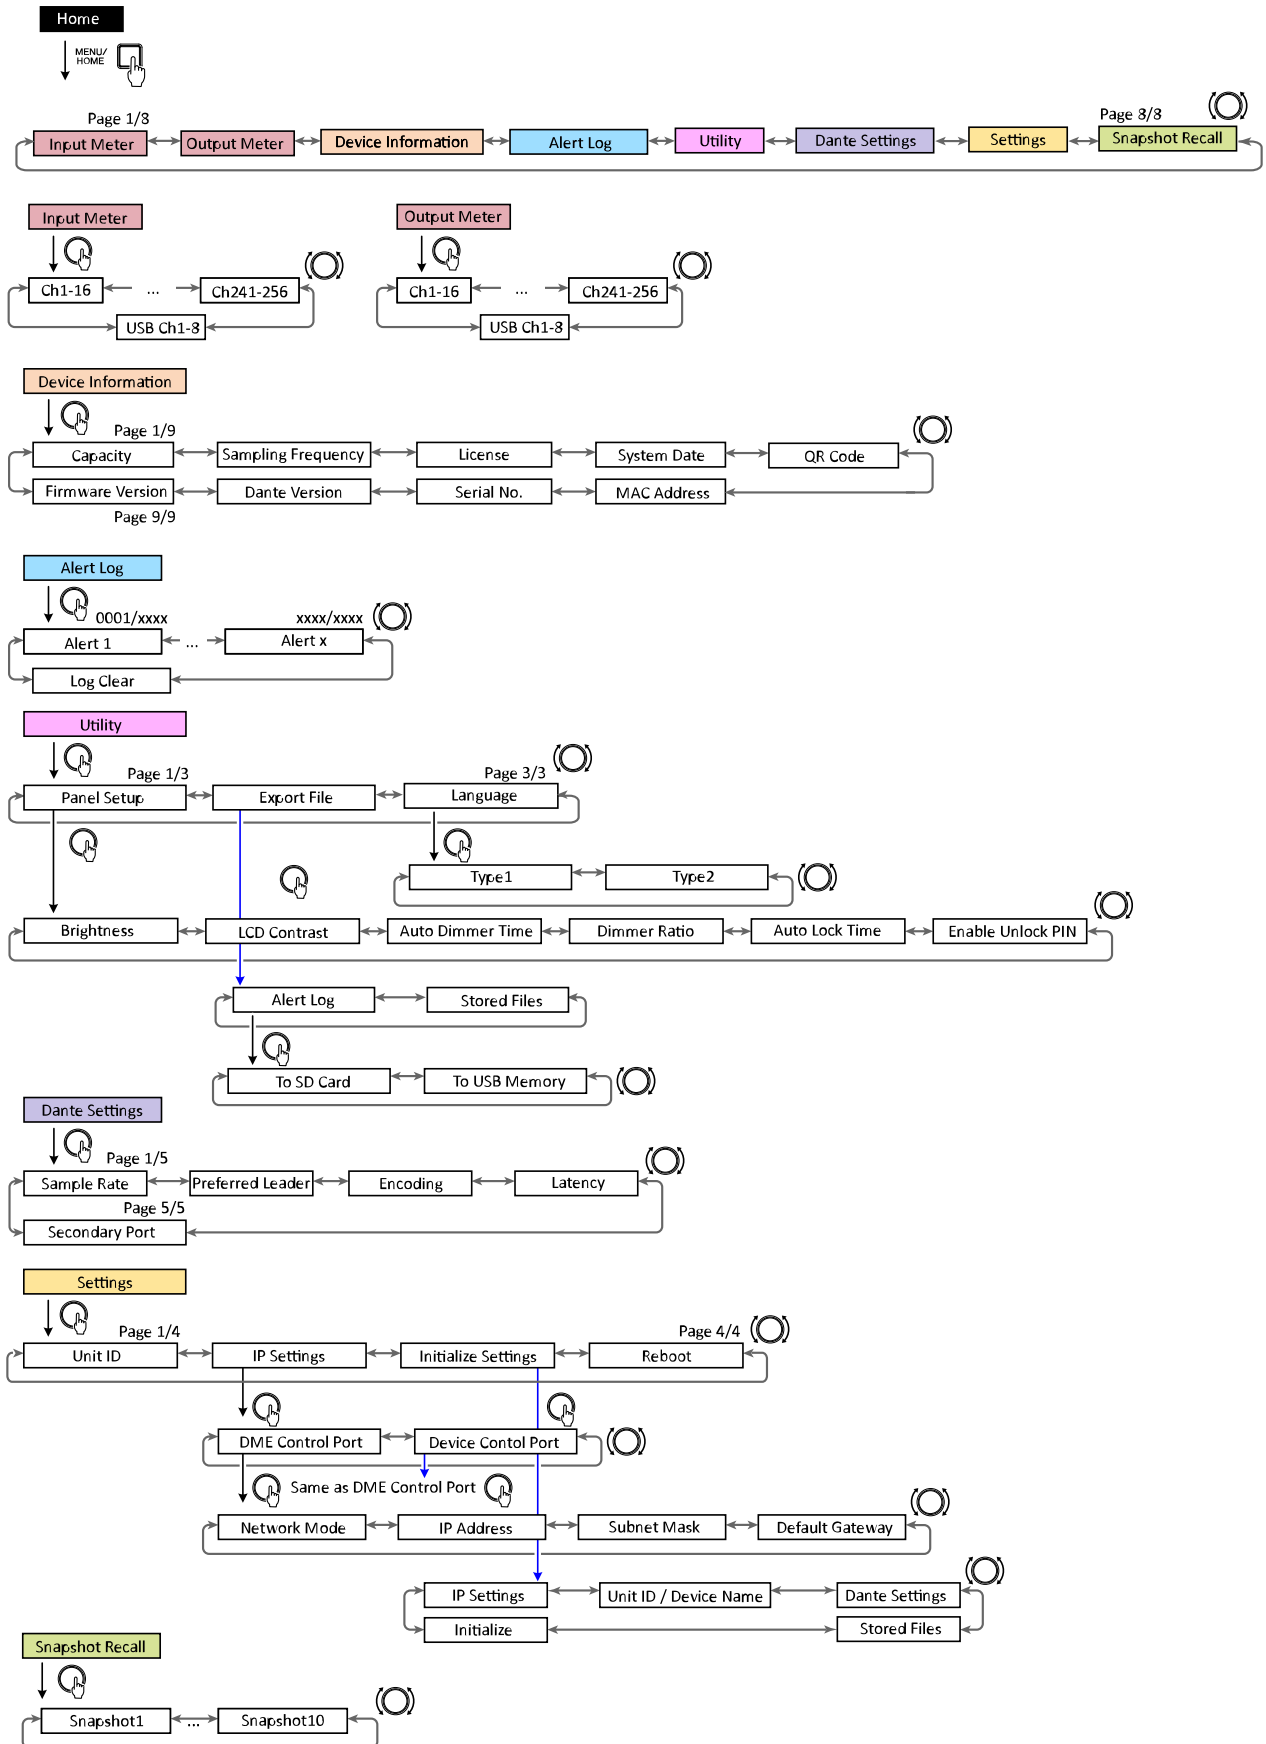 Home
MENU/
HOME
Page 1/8
Page 8/8
Input Meter
Output Meter
Device Information
Alert Log
Utility
Dante Settings
Settings
Snapshot Recall
Input Meter
Output Meter
Ch1-16
...
Ch241-256
USB Ch1-8
Ch1-16
...
Ch241-256
USB Ch1-8
Device Information
Page 1/9
Capacity
Sampling Frequency
License
System Date
QR Code
Firmware Version
Dante Version
Serial No.
MAC Address
Page 9/9
Alert Log
0001/xxxx
xxxx/xxxx
Alert 1
...
Alert x
Log Clear
Utility
Page 1/3
Page 3/3
Panel Setup
Export File
Language
Type1
Type2
Brightness
LCD Contrast
Auto Dimmer Time
Dimmer Ratio
Auto Lock Time
Enable Unlock PIN
Alert Log
Stored Files
To SD Card
To USB Memory
Dante Settings
Page 1/5
Sample Rate
Preferred Leader
Encoding
Latency
Page 5/5
Secondary Port
Settings
Page 1/4
Page 4/4
Unit ID
IP Settings
Initialize Settings
Reboot
DME Control Port
Device Contol Port
Same as DME Control Port
Network Mode
IP Address
Subnet Mask
Default Gateway
IP Settings
Unit ID / Device Name
Dante Settings
Initialize
Stored Files
Snapshot Recall
Snapshot1
...
Snapshot10